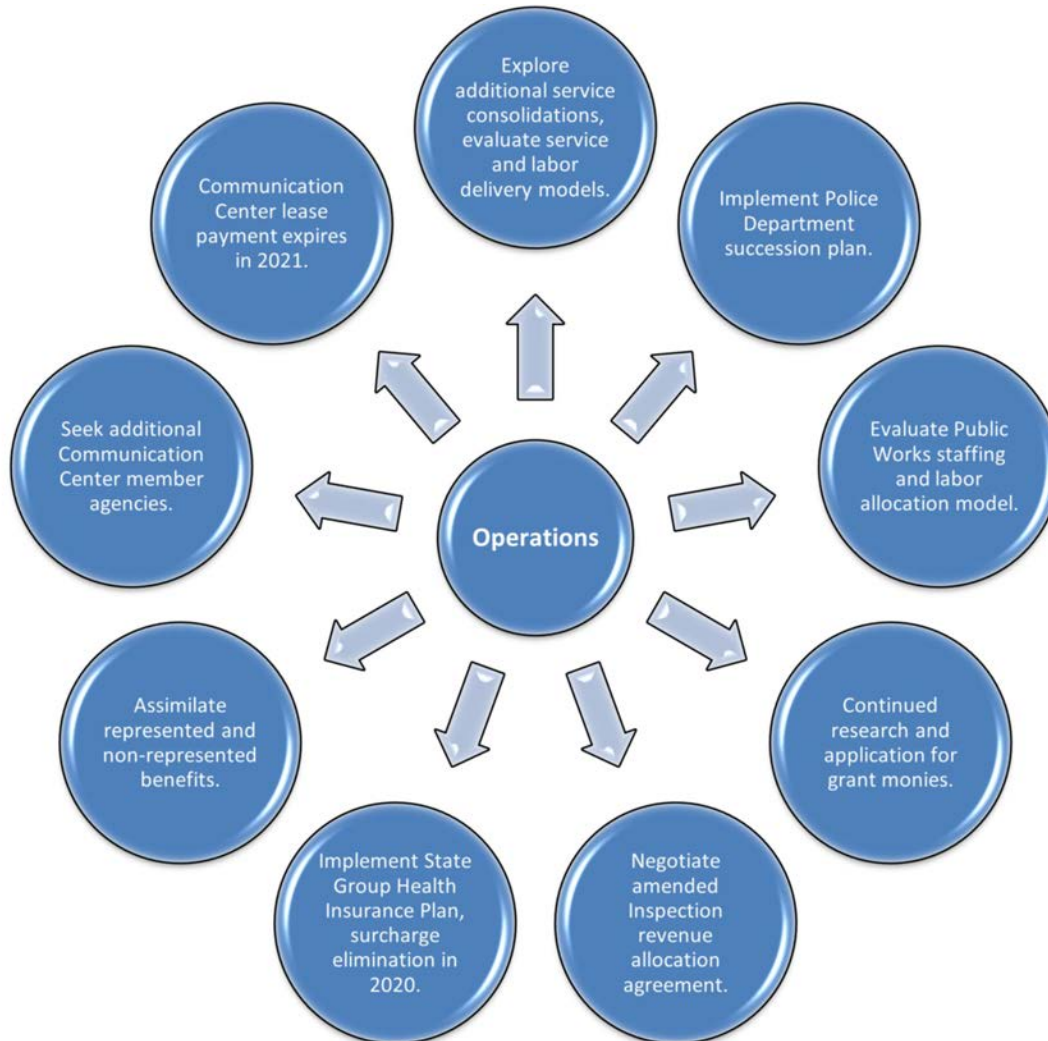 Explore
additional service
consolidations,
evaluate service
and labor
delivery models.
Implement Police
Department
succession plan.
Evaluate Public
Works staffing
and labor
allocation model.
Continued
research and
application for
grant monies.
Negotiate
amended
Inspection
revenue
allocation
agreement.
Implement State
Group Health
Insurance Plan,
surcharge
elimination in
2020.
Assimilate
represented and
non-represented
benefits.
Seek additional
Communication
Center member
agencies.
Communication
Center lease
payment expires
in 2021.
Operations